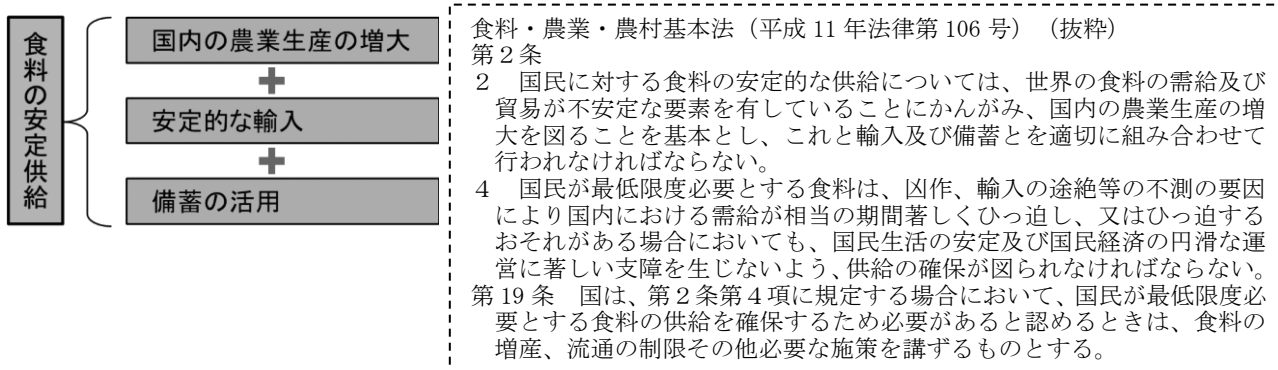 食料の安定供給
国内の農業生産の増大
+
安定的な輸入
+
備蓄の活用
食料・農業・農村基本法(平成11年法律第106号)(抜粋)
第2条
2 国民に対する食料の安定的な供給については、世界の食料の需給及び
貿易が不安定な要素を有していることにかんがみ、国内の農業生産の増
大を図ることを基本とし、これと輸入及び備蓄とを適切に組み合わせて
行われなければならない。
4 国民が最低限度必要とする食料は、凶作、輸入の途絶等の不測の要因
により国内における需給が相当の期間著しくひっ迫し、又はひっ迫する
おそれがある場合においても、国民生活の安定及び国民経済の円滑な運
営に著しい支障を生じないよう、供給の確保が図られなければならない。
第19条 国は、第2条第4項に規定する場合において、国民が最低限度必
要とする食料の供給を確保するため必要があると認めるときは、食料の
増産、流通の制限その他必要な施策を講ずるものとする。